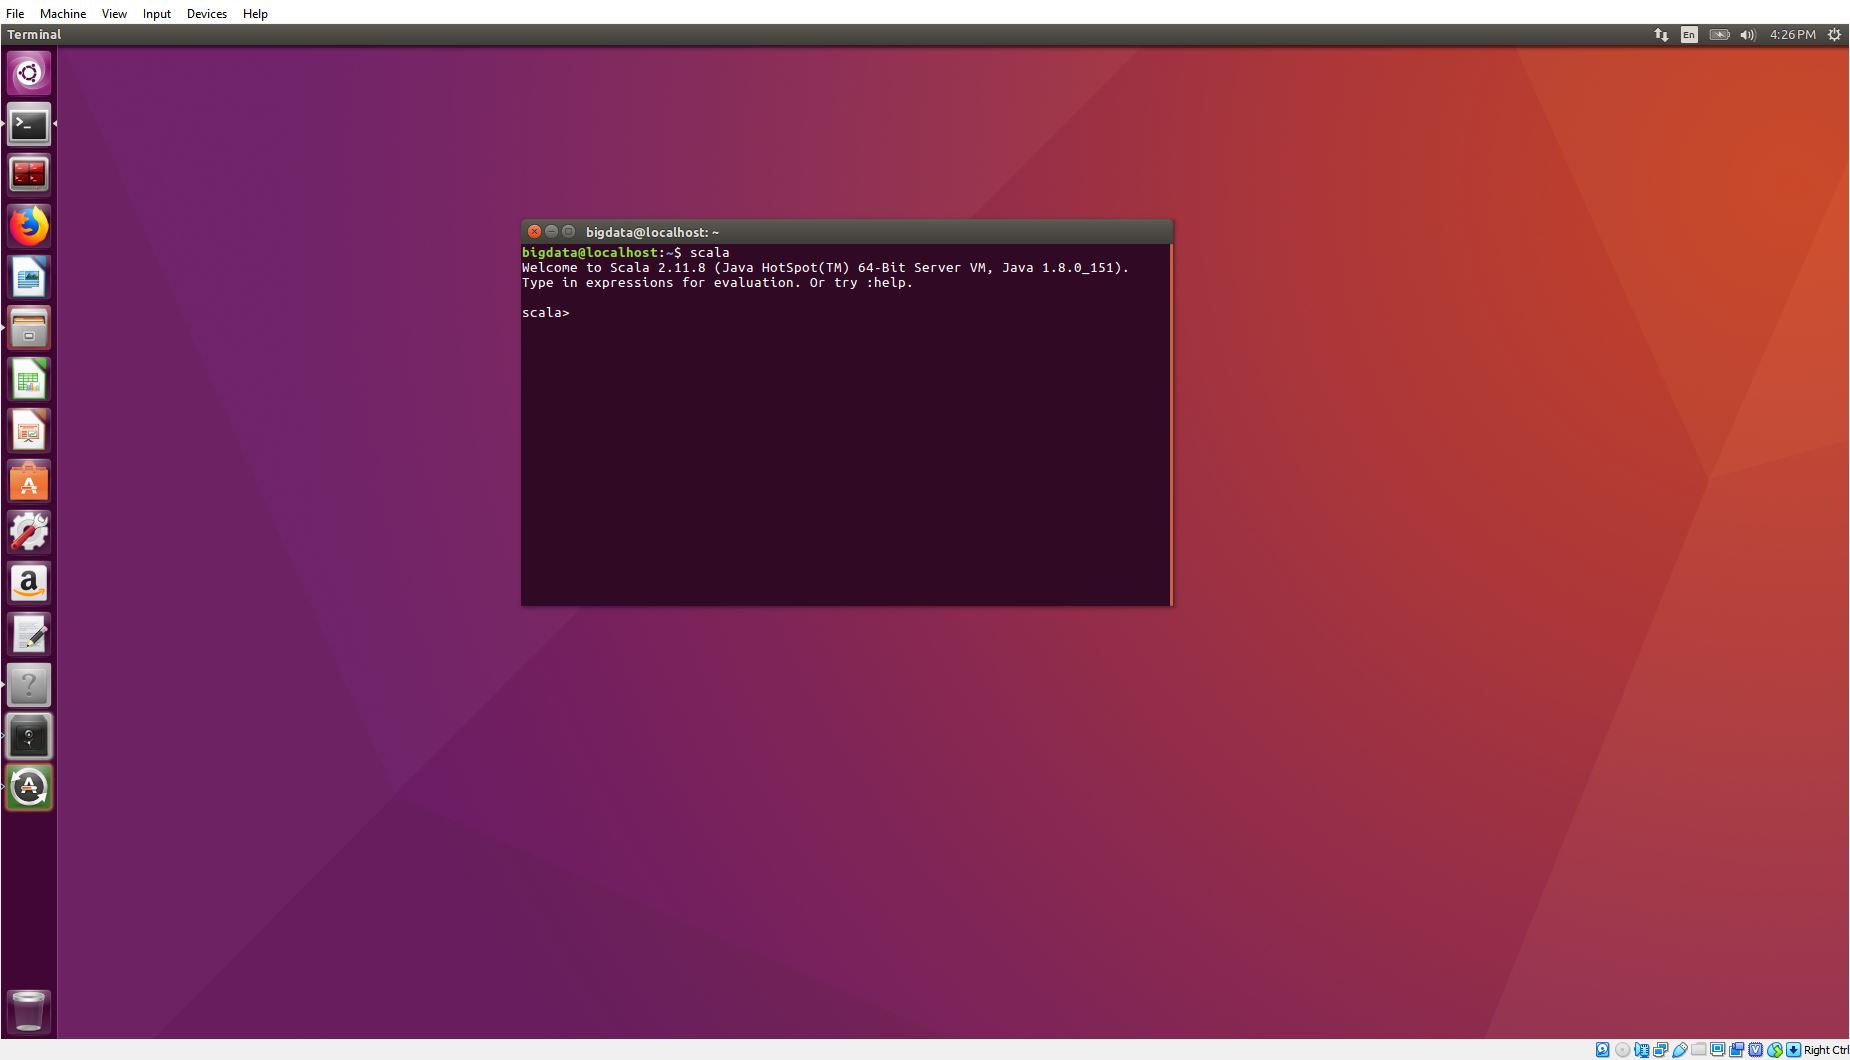 File Machine View Input Devices Help
Terminal
En
4:26 PM
bigdata@localhost: ~
bigdata@localhost:~$ scala
Welcome to Scala 2.11.8 (Java HotSpot(TM) 64-Bit Server VM, Java 1.8.0_151).
Type in expressions for evaluation. Or try :help.
scala>
Right Ctrl